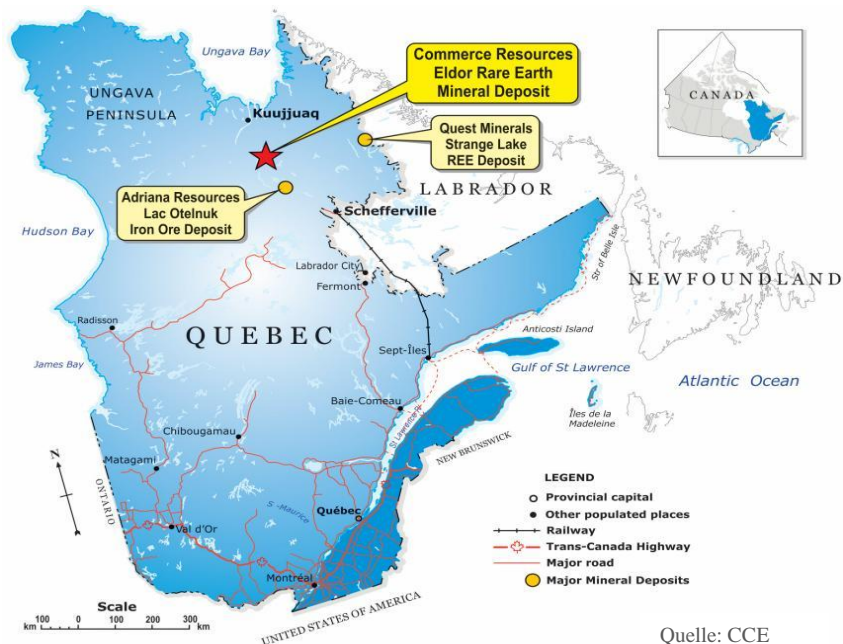 Ungava Bay
Commerce Resources
Eldor Rare Earth
Mineral Deposit
CANADA
UNGAVA
PENINSULA
Kuujjuaq
Quest Minerals
Strange Lake
REE Deposit
Adriana Resources
Lac Otelnuk
Iron Ore Deposit
LABRADOR
Schefferville
Hudson Bay
Str of Belle Isle
Labrador City
Fermont
NEWFOUNDLAND
Radisson
QUEBEC
Anticosti Island
Sept-Îles
James Bay
Gulf of St Lawrence
Atlantic Ocean
Baie-Comeau
Îles de la
Madeleine
St Lawrence R.
Chibougamau
NEW BRUNSWICK
N
Matagami
ONTARIO
LEGEND
Provincial capital
Other populated places
Railway
Trans-Canada Highway
Major road
Major Mineral Deposits
S -Maurice
Québec
Val d'Or
Montréal
Scale
100 0 100 200 300
km km
UNITED STATES OF AMERICA
Quelle: CCE